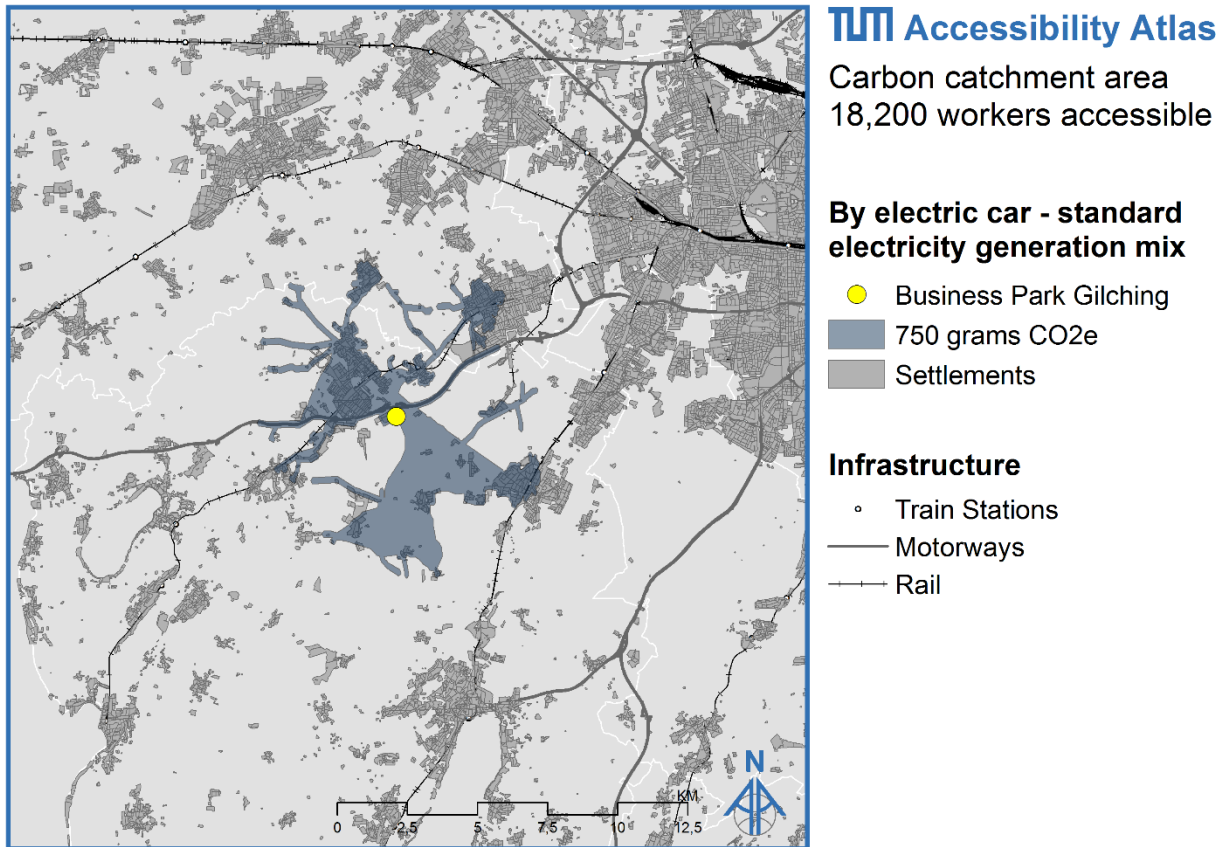 TUM Accessibility Atlas
Carbon catchment area
18,200 workers accessible
By electric car - standard
electricity generation mix
Business Park Gilching
750 grams CO2e
Settlements
Infrastructure
Train Stations
Motorways
Rail
N
KM
0 2,5 5 7,5 10 12,5